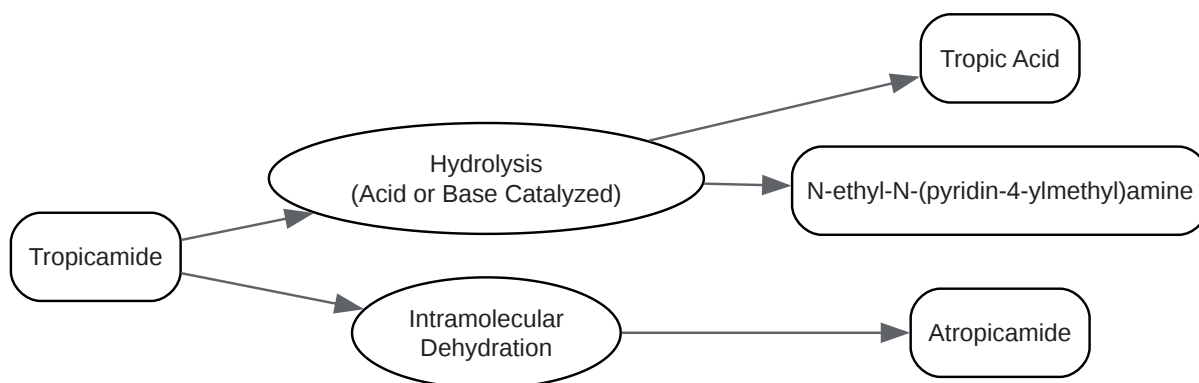 Tropic Acid
Hydrolysis
(Acid or Base Catalyzed)
N-ethyl-N-(pyridin-4-ylmethyl)amine
Tropicamide
Intramolecular
Dehydration
Atropicamide